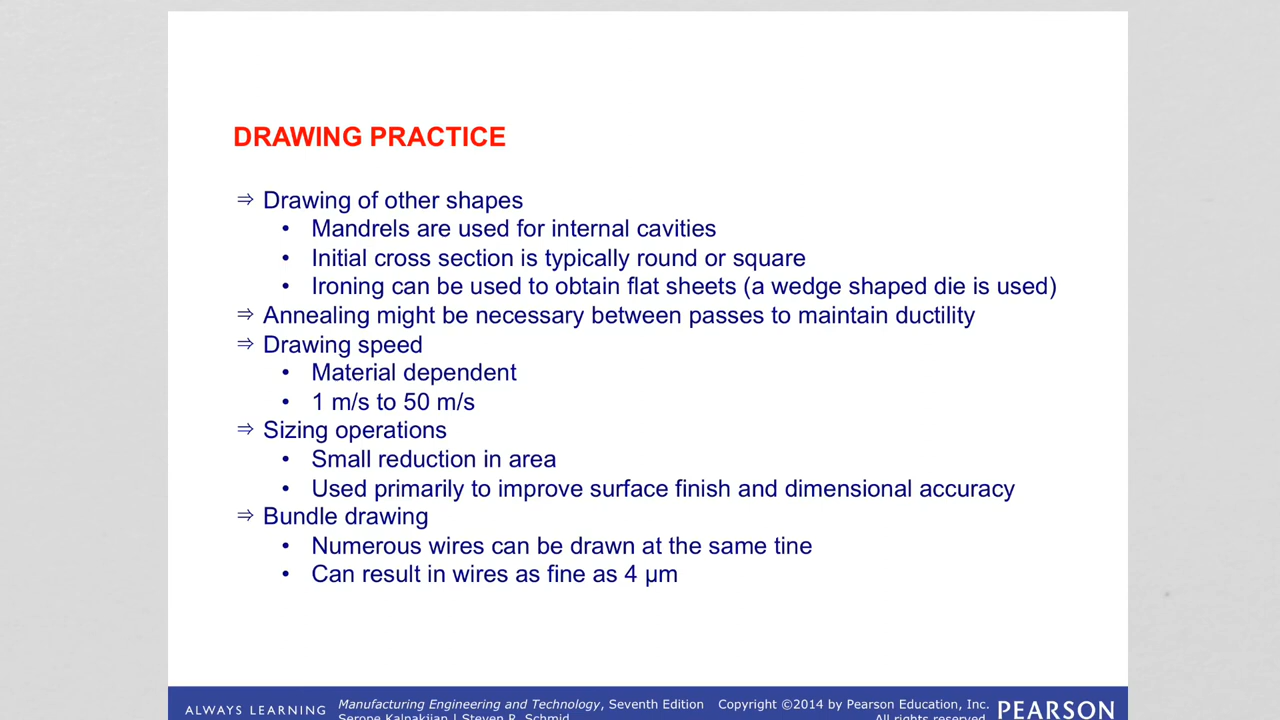 DRAWING PRACTICE
⇒ Drawing of other shapes
• Mandrels are used for internal cavities
• Initial cross section is typically round or square
• Ironing can be used to obtain flat sheets (a wedge shaped die is used)
⇒ Annealing might be necessary between passes to maintain ductility
⇒ Drawing speed
• Material dependent
• 1 m/s to 50 m/s
⇒ Sizing operations
• Small reduction in area
• Used primarily to improve surface finish and dimensional accuracy
⇒ Bundle drawing
• Numerous wires can be drawn at the same tine
• Can result in wires as fine as 4 µm
ALWAYS LEARNING
Manufacturing Engineering and Technology, Seventh Edition
Serope Kalpakjian | Steven R. Schmid
Copyright ©2014 by Pearson Education, Inc.
All rights reserved.
PEARSON